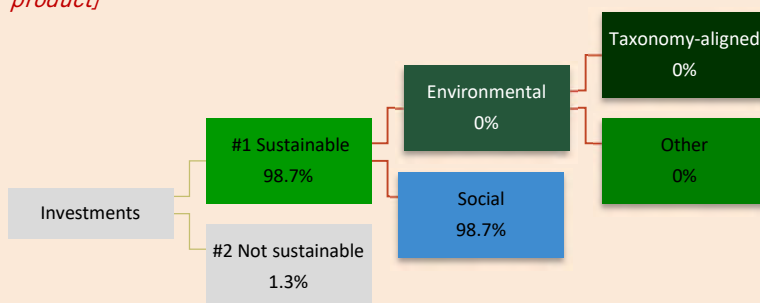 product]
Taxonomy-aligned
0%
Environmental
0%
#1 Sustainable
98.7%
Other
0%
Social
98.7%
Investments
#2 Not sustainable
1.3%